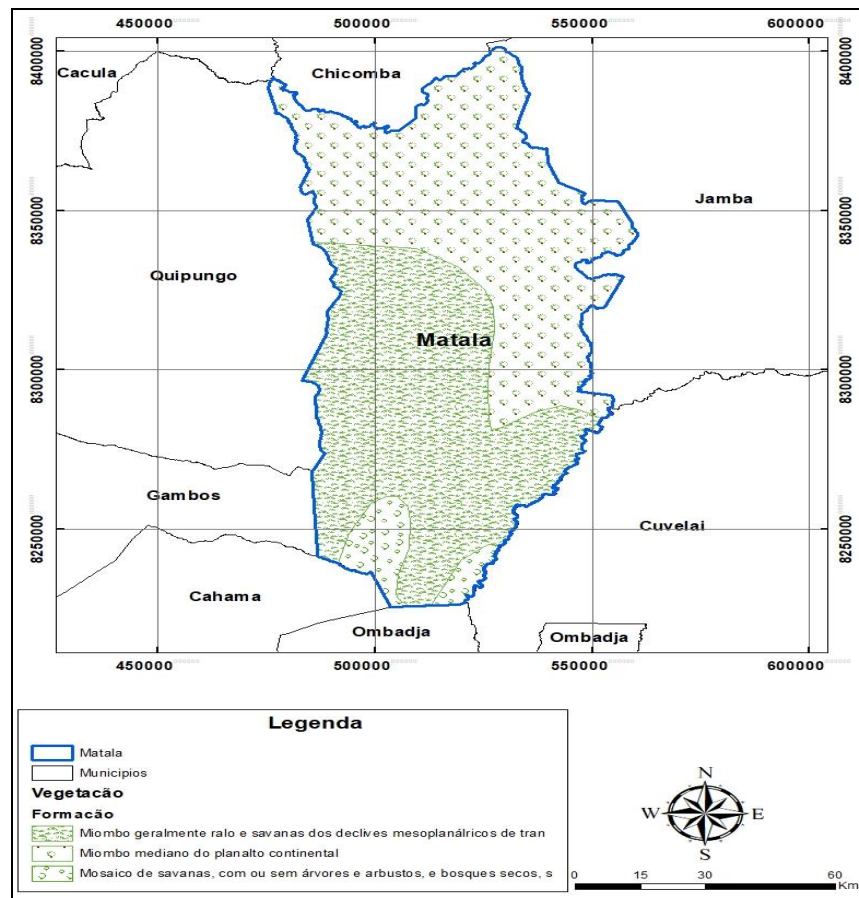 450000 500000 550000 600000
8400000
Cacula
Chicomba
8350000
Jamba
Quipungo
Matala
8300000
Gambos
8250000
Cuvelai
Cahama
Ombadja
Ombadja
450000 500000 550000 600000
8400000
8350000
8300000
8250000
Legenda
Matala
Municipios
Vegetacão
Formacão
Miombo geralmente ralo e savanas dos declives mesoplanálricos de tran
Miombo mediano do planalto continental
Mosaico de savanas, com ou sem árvores e arbustos, e bosques secos, s
N
W E
S
0 15 30 60
Km